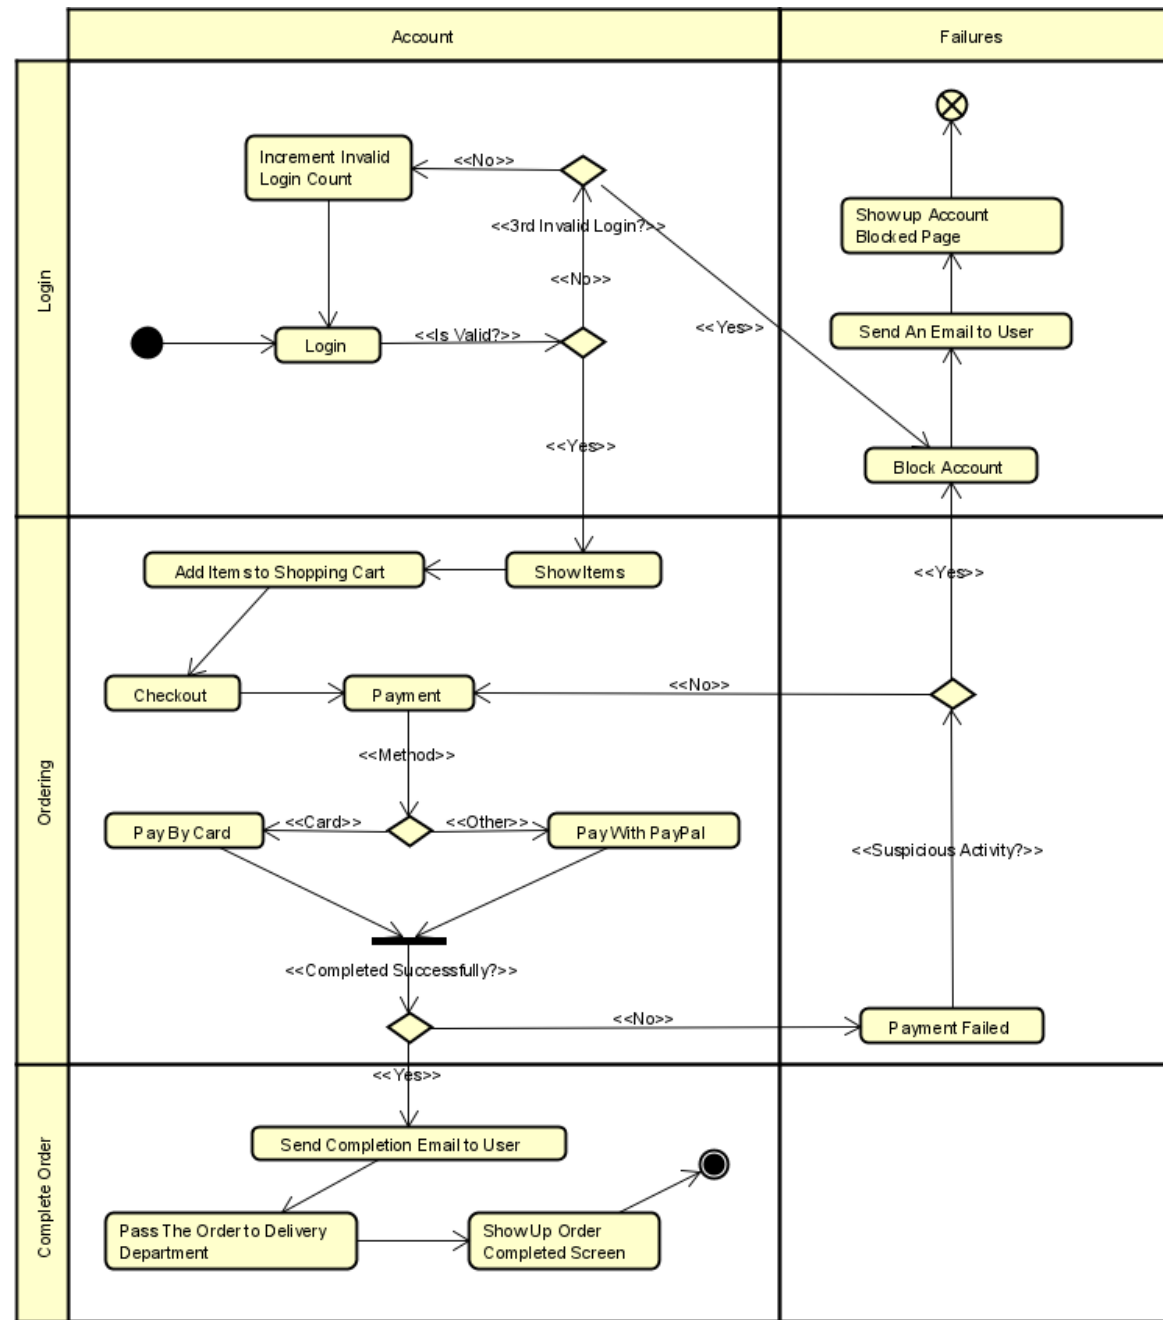 Account
Failures
Login
Increment Invalid
Login Count
<<No>>
<<3rd Invalid Login?>>
<<No>>
Show up Account
Blocked Page
Login
<<Is Valid?>>
<<Yes>>
Send An Email to User
<<Yes>>
Block Account
Ordering
Add Items to Shopping Cart
Show Items
<<Yes>>
Checkout
Payment
<<No>>
<<Method>>
Pay By Card
<<Card>>
<<Other>>
Pay With PayPal
<<Suspicious Activity?>>
<<Completed Successfully?>>
<<No>>
Payment Failed
Complete Order
<<Yes>>
Send Completion Email to User
Pass The Order to Delivery
Department
Show Up Order
Completed Screen